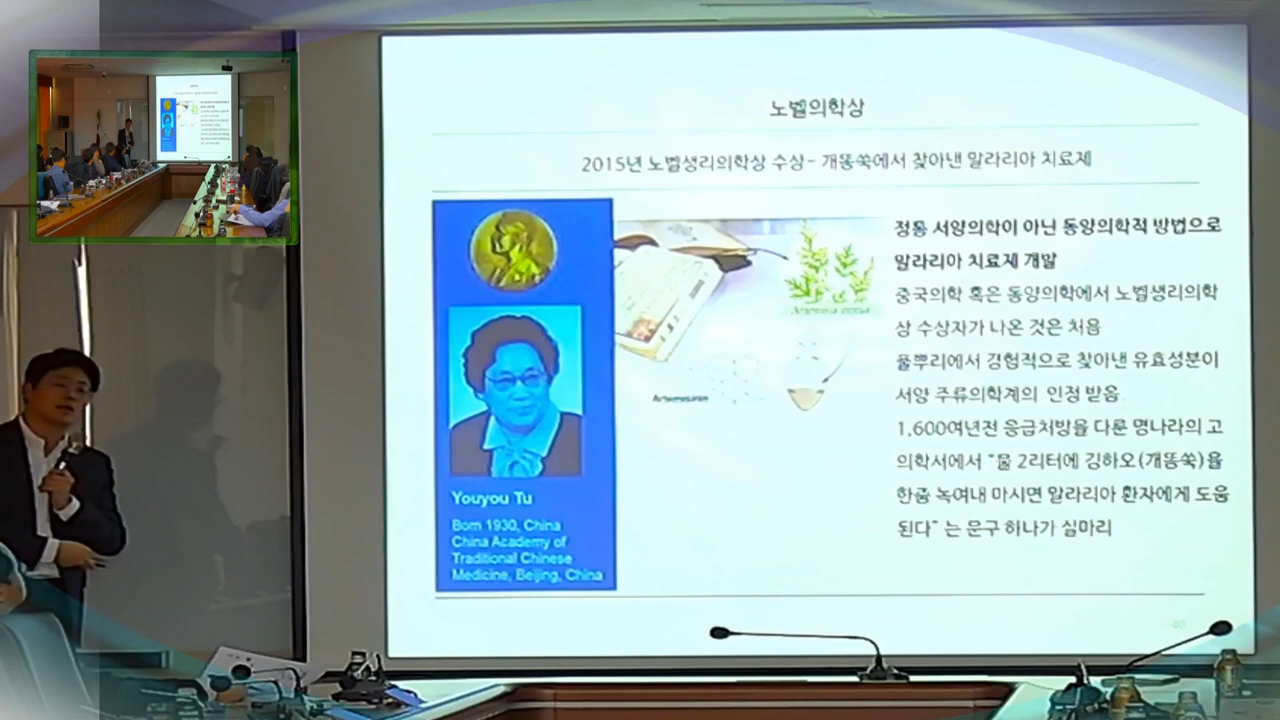 노벨의학상
2015년 노벨생리의학상 수상- 개똥쑥에서 찾아낸 말라리아 치료제
Artemisia annua
Artemisinin
Youyou Tu
Born 1930, China
China Academy of
Traditional Chinese
Medicine, Beijing, China
정통 서양의학이 아닌 동양의학적 방법으로
말라리아 치료제 개발
중국의학 혹은 동양의학에서 노벨생리의학
상 수상자가 나온 것은 처음
풀뿌리에서 경험적으로 찾아낸 유효성분이
서양 주류의학계의 인정 받음
1,600여년전 응급처방을 다룬 명나라의 고
의학서에서 "물 2리터에 깅하오(개똥쑥)을
한줌 녹여내 마시면 말라리아 환자에게 도움
된다" 는 문구 하나가 심마리